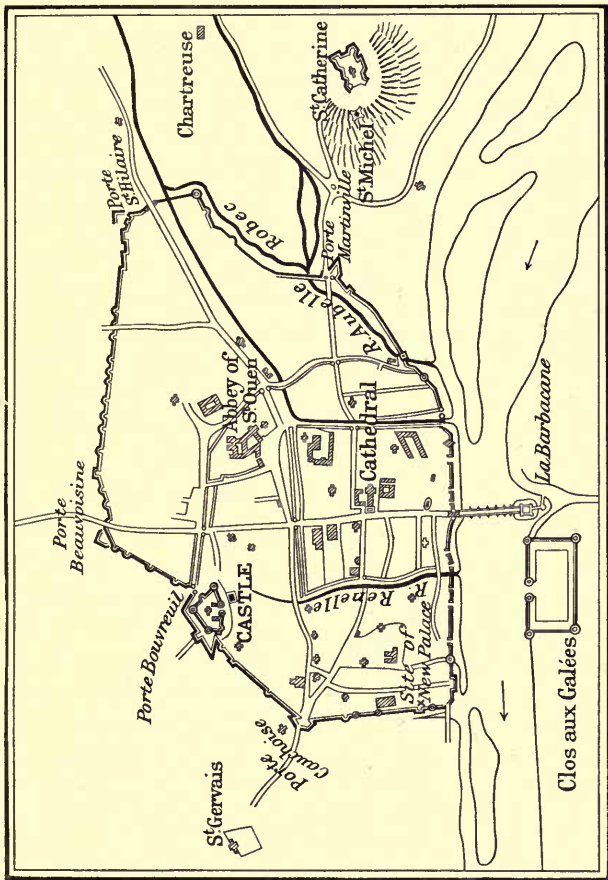 St Gervais
Porte
Cauchoise
Porte Bouvreuil
CASTLE
Porte
Beauvoisine
Abbey of
St Ouen
Porte
St Hilaire
Chartreuse
Robec
R. Aubelle
Porte
Martinville
St Michel
St Catherine
Cathedral
R. Renelle
Site of
New Palace
La Barbacane
Clos aux Galées